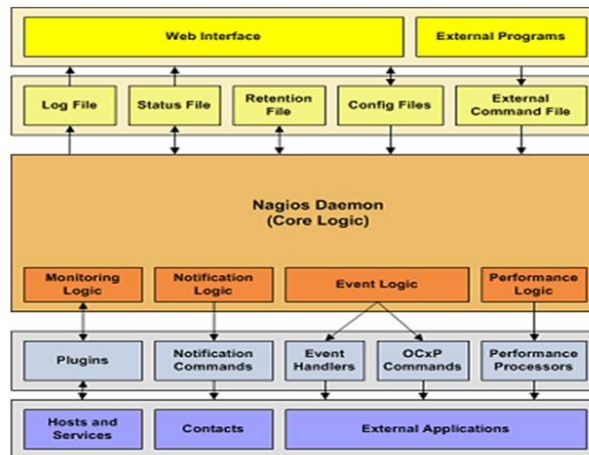 Web Interface
External Programs
Log File
Status File
Retention
File
Config Files
External
Command File
Nagios Daemon
(Core Logic)
Monitoring
Logic
Notification
Logic
Event Logic
Performance
Logic
Plugins
Notification
Commands
Event
Handlers
OCxP
Commands
Performance
Processors
Hosts and
Services
Contacts
External Applications